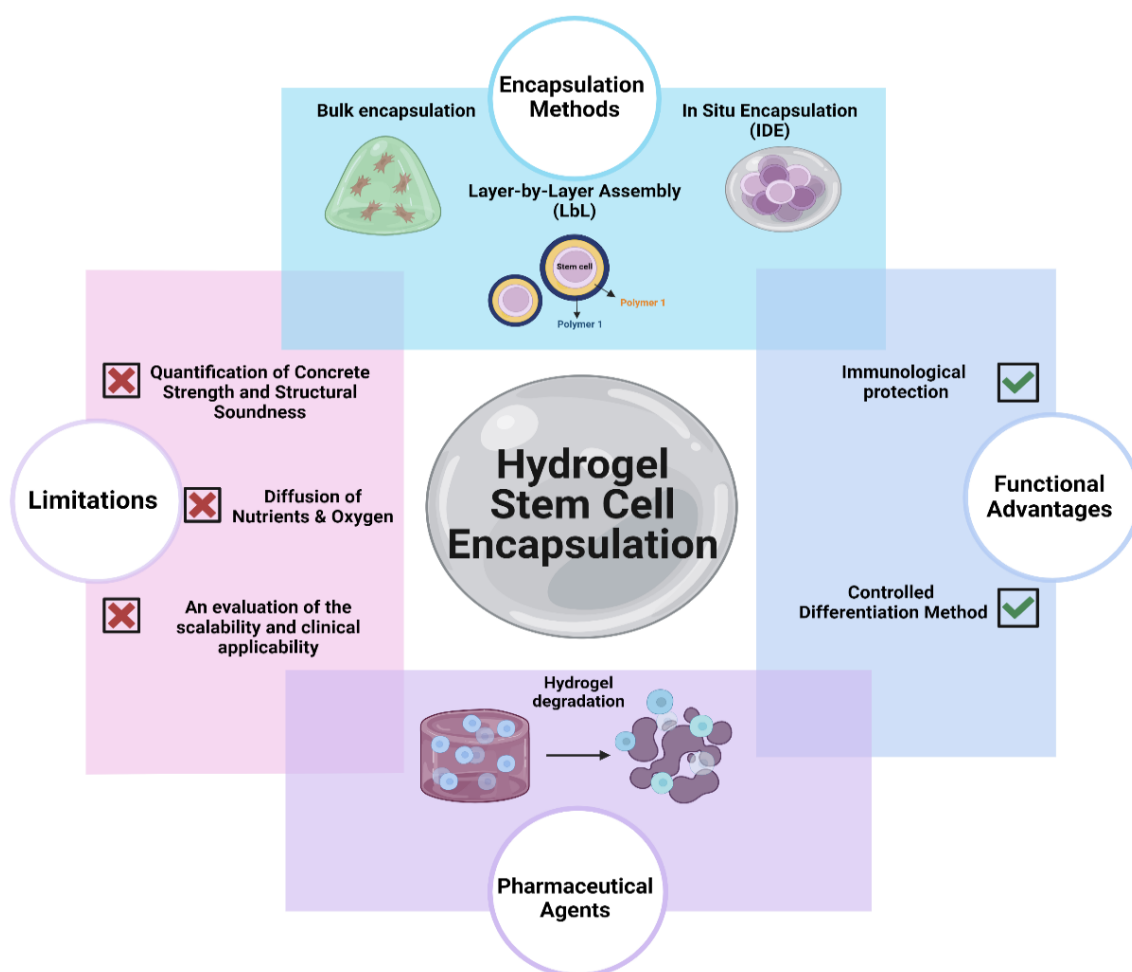 Encapsulation
Methods
Bulk encapsulation
In Situ Encapsulation
(IDE)
Layer-by-Layer Assembly
(LbL)
Stem cell
Polymer 1
Polymer 1
Limitations
Quantification of Concrete
Strength and Structural
Soundness
Diffusion of
Nutrients & Oxygen
An evaluation of the
scalability and clinical
applicability
Hydrogel
Stem Cell
Encapsulation
Immunological
protection
Functional
Advantages
Controlled
Differentiation Method
Hydrogel
degradation
Pharmaceutical
Agents